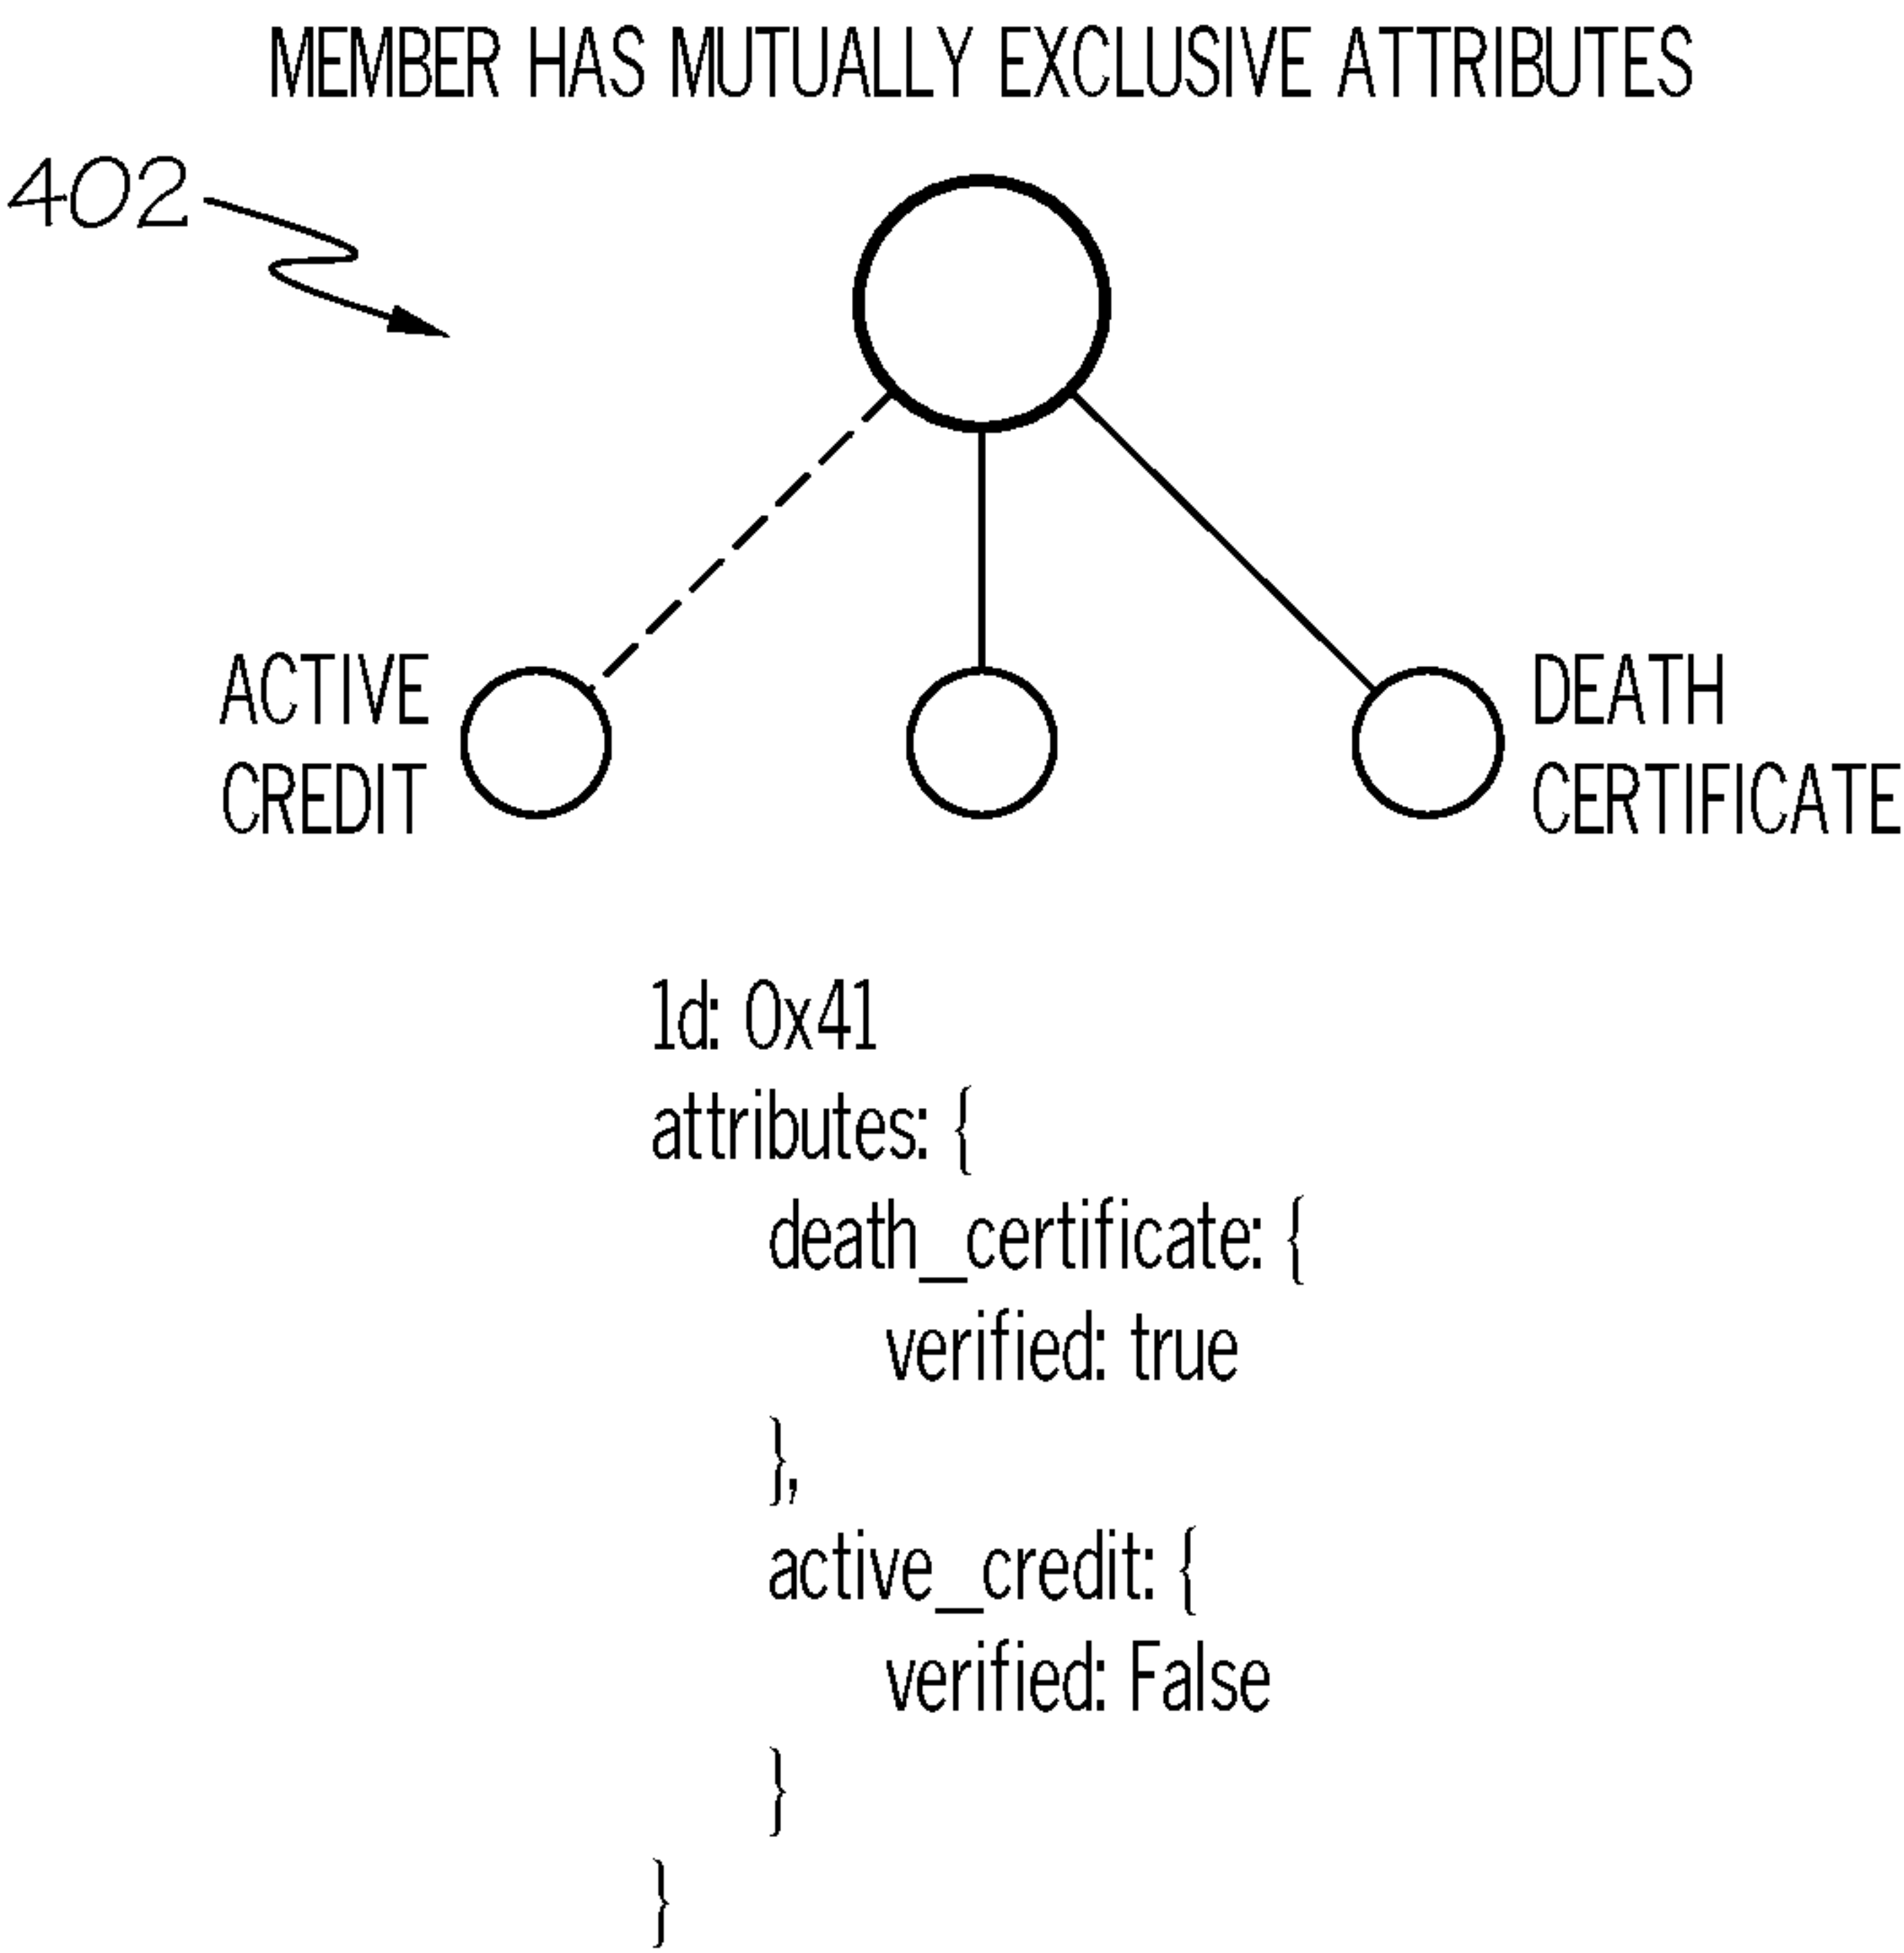 MEMBER HAS MUTUALLY EXCLUSIVE ATTRIBUTES
402
ACTIVE
CREDIT
DEATH
CERTIFICATE
1d: 0x41
attributes: {
death_certificate: {
verified: true
},
active_credit: {
verified: False
}
}